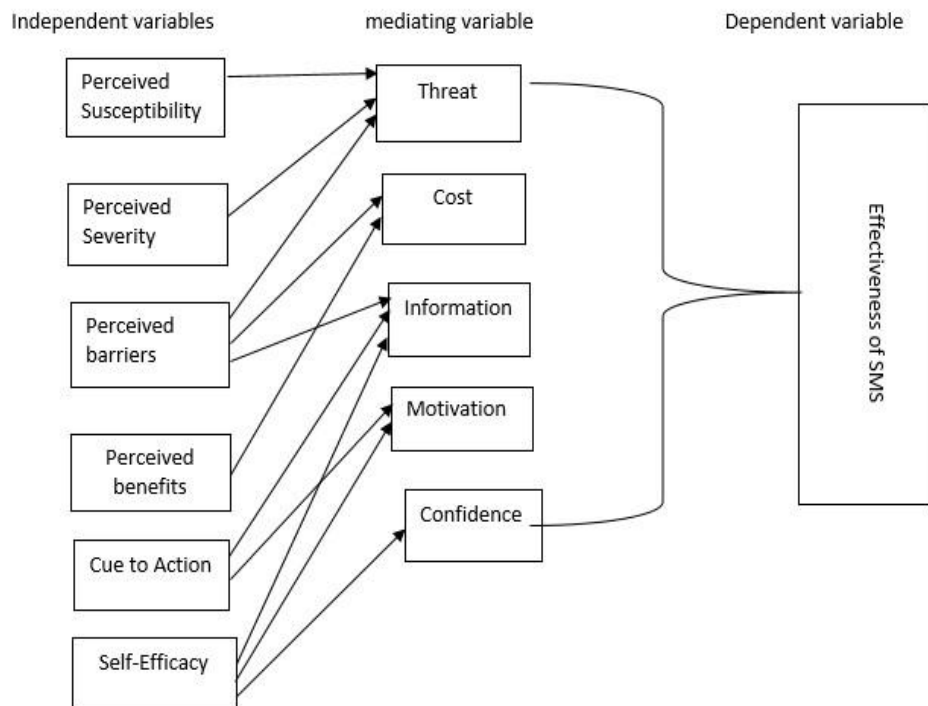 Independent variables
mediating variable
Dependent variable
Perceived
Susceptibility
Threat
Perceived
Severity
Cost
Perceived
barriers
Information
Perceived
benefits
Motivation
Cue to Action
Confidence
Self-Efficacy
Effectiveness of SMS